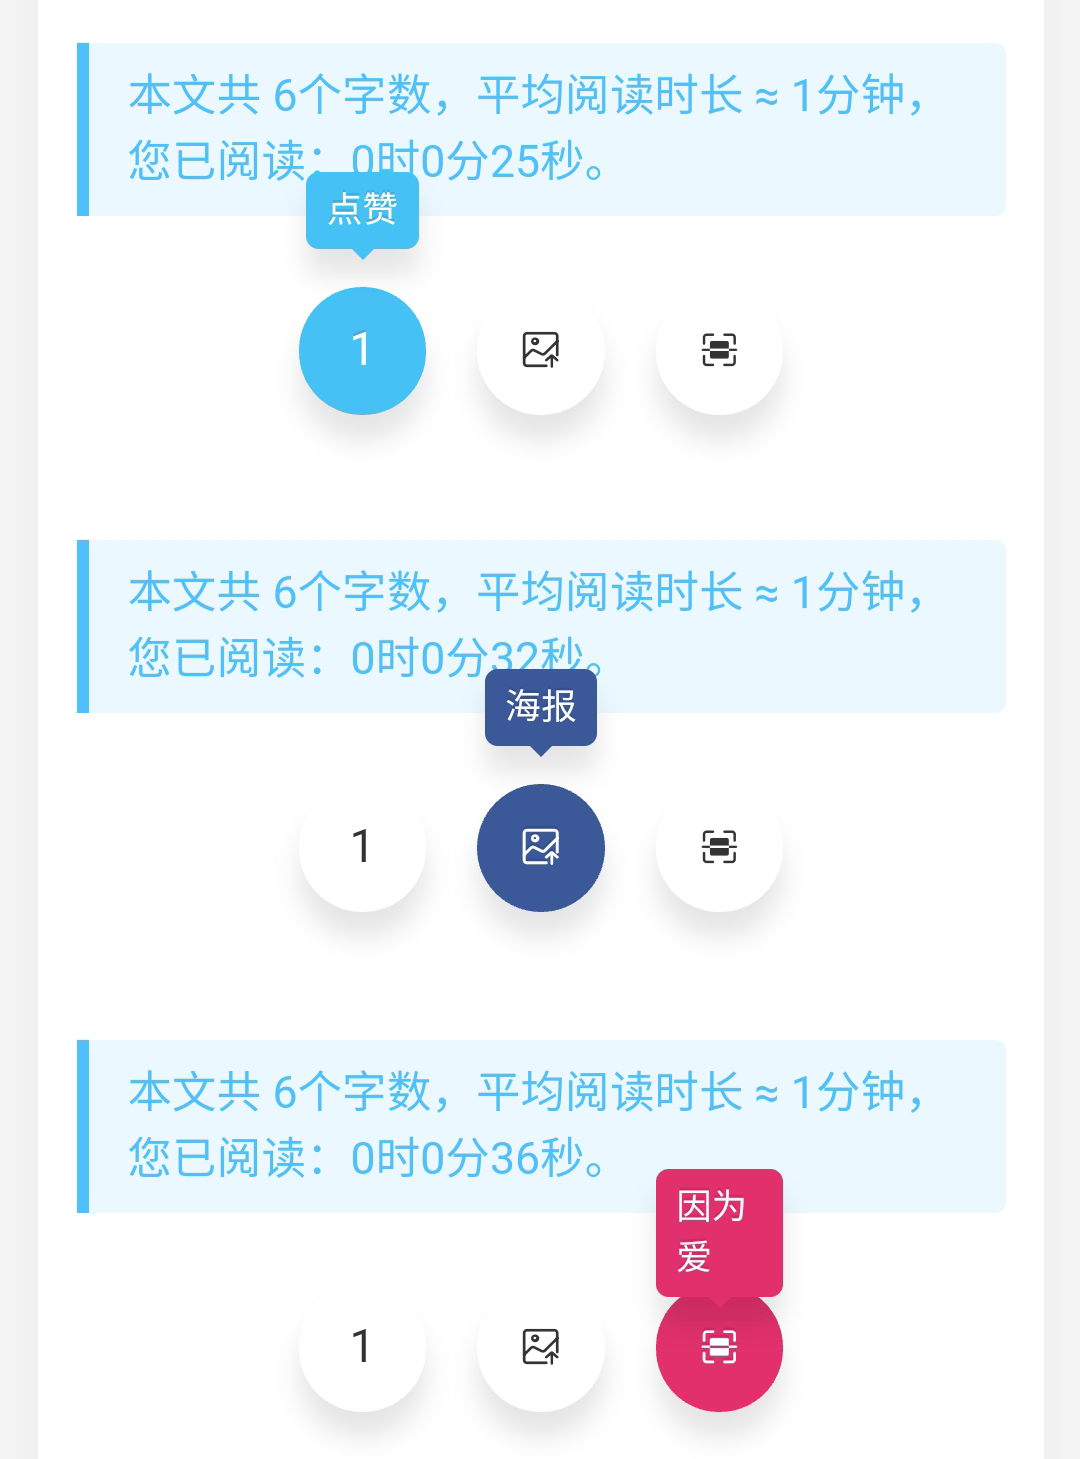 本文共 6个字数，平均阅读时长 ≈ 1分钟，
您已阅读：0时0分25秒。
点赞
1
本文共 6个字数，平均阅读时长 ≈ 1分钟，
您已阅读：0时0分32秒。
海报
1
本文共 6个字数，平均阅读时长 ≈ 1分钟，
您已阅读：0时0分36秒。
因为
爱
1